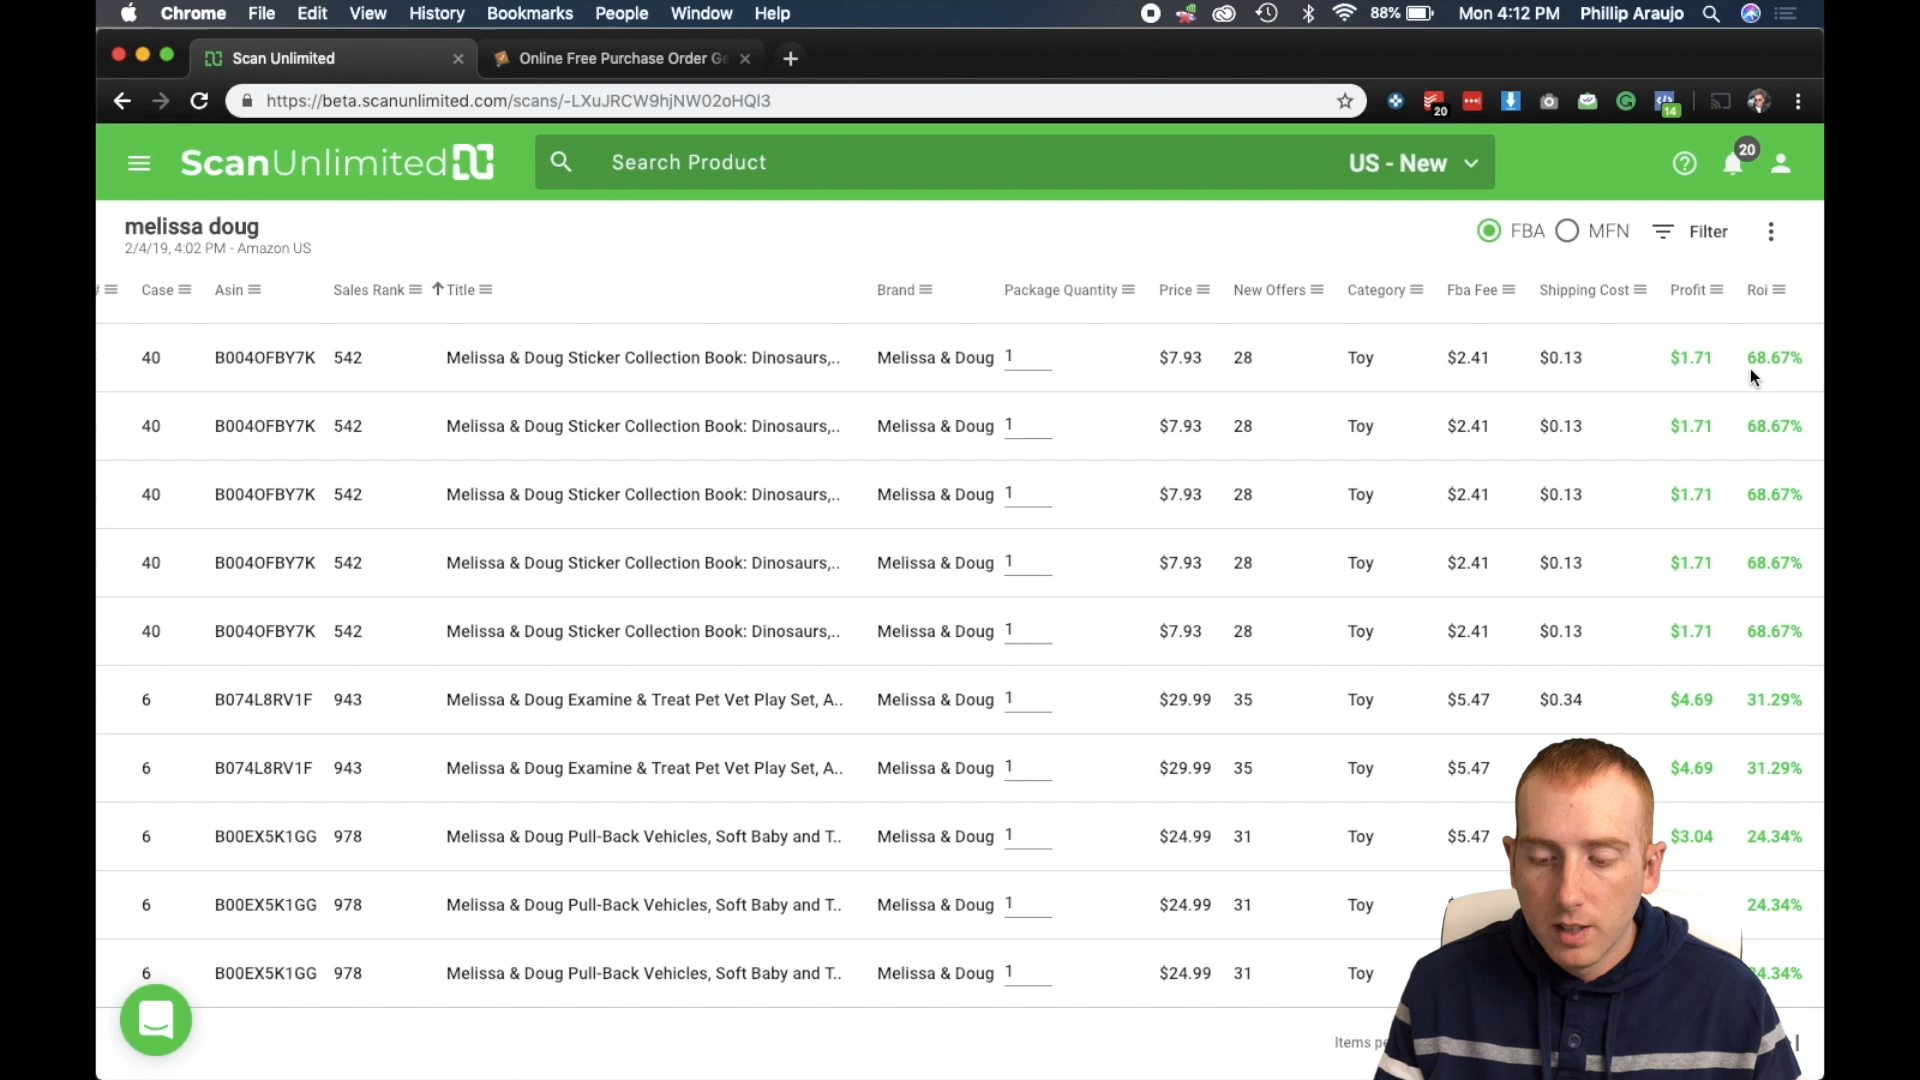 Chrome File Edit View History Bookmarks People Window Help 88% Mon 4:12 PM Phillip Araujo
Scan Unlimited Online Free Purchase Order Ge
https://beta.scanunlimited.com/scans/-LXuJRCW9hjNW02oHQl3 20 14
ScanUnlimited Search Product US - New 20
melissa doug FBA MFN Filter
2/4/19, 4:02 PM - Amazon US
Case Asin Sales Rank Title Brand Package Quantity Price New Offers Category Fba Fee Shipping Cost Profit Roi
40 B004OFBY7K 542 Melissa & Doug Sticker Collection Book: Dinosaurs,.. Melissa & Doug 1 $7.93 28 Toy $2.41 $0.13 $1.71 68.67%
40 B004OFBY7K 542 Melissa & Doug Sticker Collection Book: Dinosaurs,.. Melissa & Doug 1 $7.93 28 Toy $2.41 $0.13 $1.71 68.67%
40 B004OFBY7K 542 Melissa & Doug Sticker Collection Book: Dinosaurs,.. Melissa & Doug 1 $7.93 28 Toy $2.41 $0.13 $1.71 68.67%
40 B004OFBY7K 542 Melissa & Doug Sticker Collection Book: Dinosaurs,.. Melissa & Doug 1 $7.93 28 Toy $2.41 $0.13 $1.71 68.67%
40 B004OFBY7K 542 Melissa & Doug Sticker Collection Book: Dinosaurs,.. Melissa & Doug 1 $7.93 28 Toy $2.41 $0.13 $1.71 68.67%
6 B074L8RV1F 943 Melissa & Doug Examine & Treat Pet Vet Play Set, A.. Melissa & Doug 1 $29.99 35 Toy $5.47 $0.34 $4.69 31.29%
6 B074L8RV1F 943 Melissa & Doug Examine & Treat Pet Vet Play Set, A.. Melissa & Doug 1 $29.99 35 Toy $5.47 $4.69 31.29%
6 B00EX5K1GG 978 Melissa & Doug Pull-Back Vehicles, Soft Baby and T.. Melissa & Doug 1 $24.99 31 Toy $5.47 $3.04 24.34%
6 B00EX5K1GG 978 Melissa & Doug Pull-Back Vehicles, Soft Baby and T.. Melissa & Doug 1 $24.99 31 Toy 24.34%
6 B00EX5K1GG 978 Melissa & Doug Pull-Back Vehicles, Soft Baby and T.. Melissa & Doug 1 $24.99 31 Toy 4.34%
Items pe